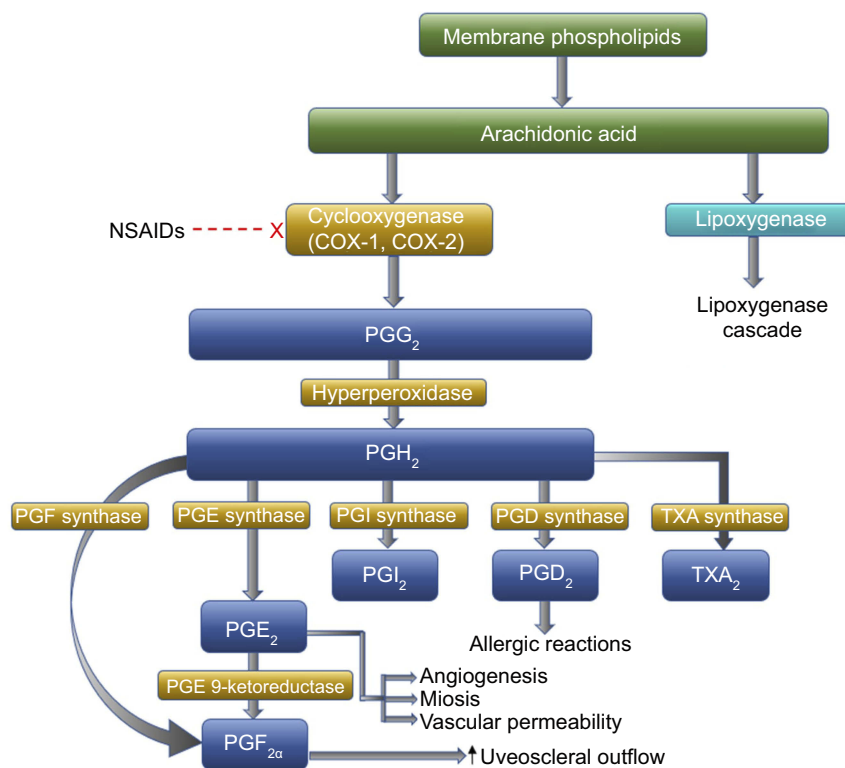 Membrane phospholipids
Arachidonic acid
NSAIDs
X
Cyclooxygenase
(COX-1, COX-2)
Lipoxygenase
Lipoxygenase
cascade
PGG₂
Hyperperoxidase
PGH₂
PGF synthase
PGE synthase
PGI synthase
PGD synthase
TXA synthase
PGI₂
PGD₂
TXA₂
PGE₂
Allergic reactions
Angiogenesis
PGE 9-ketoreductase
Miosis
Vascular permeability
PGF₂α
Uveoscleral outflow